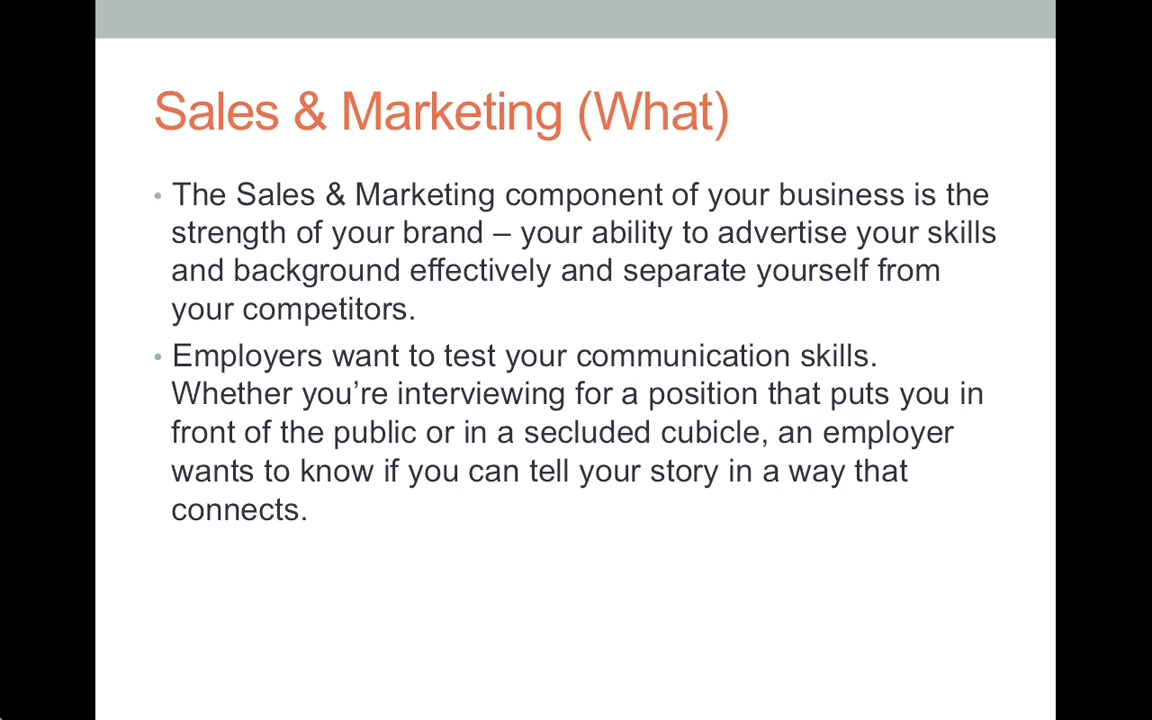 Sales & Marketing (What)
• The Sales & Marketing component of your business is the
strength of your brand – your ability to advertise your skills
and background effectively and separate yourself from
your competitors.
• Employers want to test your communication skills.
Whether you’re interviewing for a position that puts you in
front of the public or in a secluded cubicle, an employer
wants to know if you can tell your story in a way that
connects.